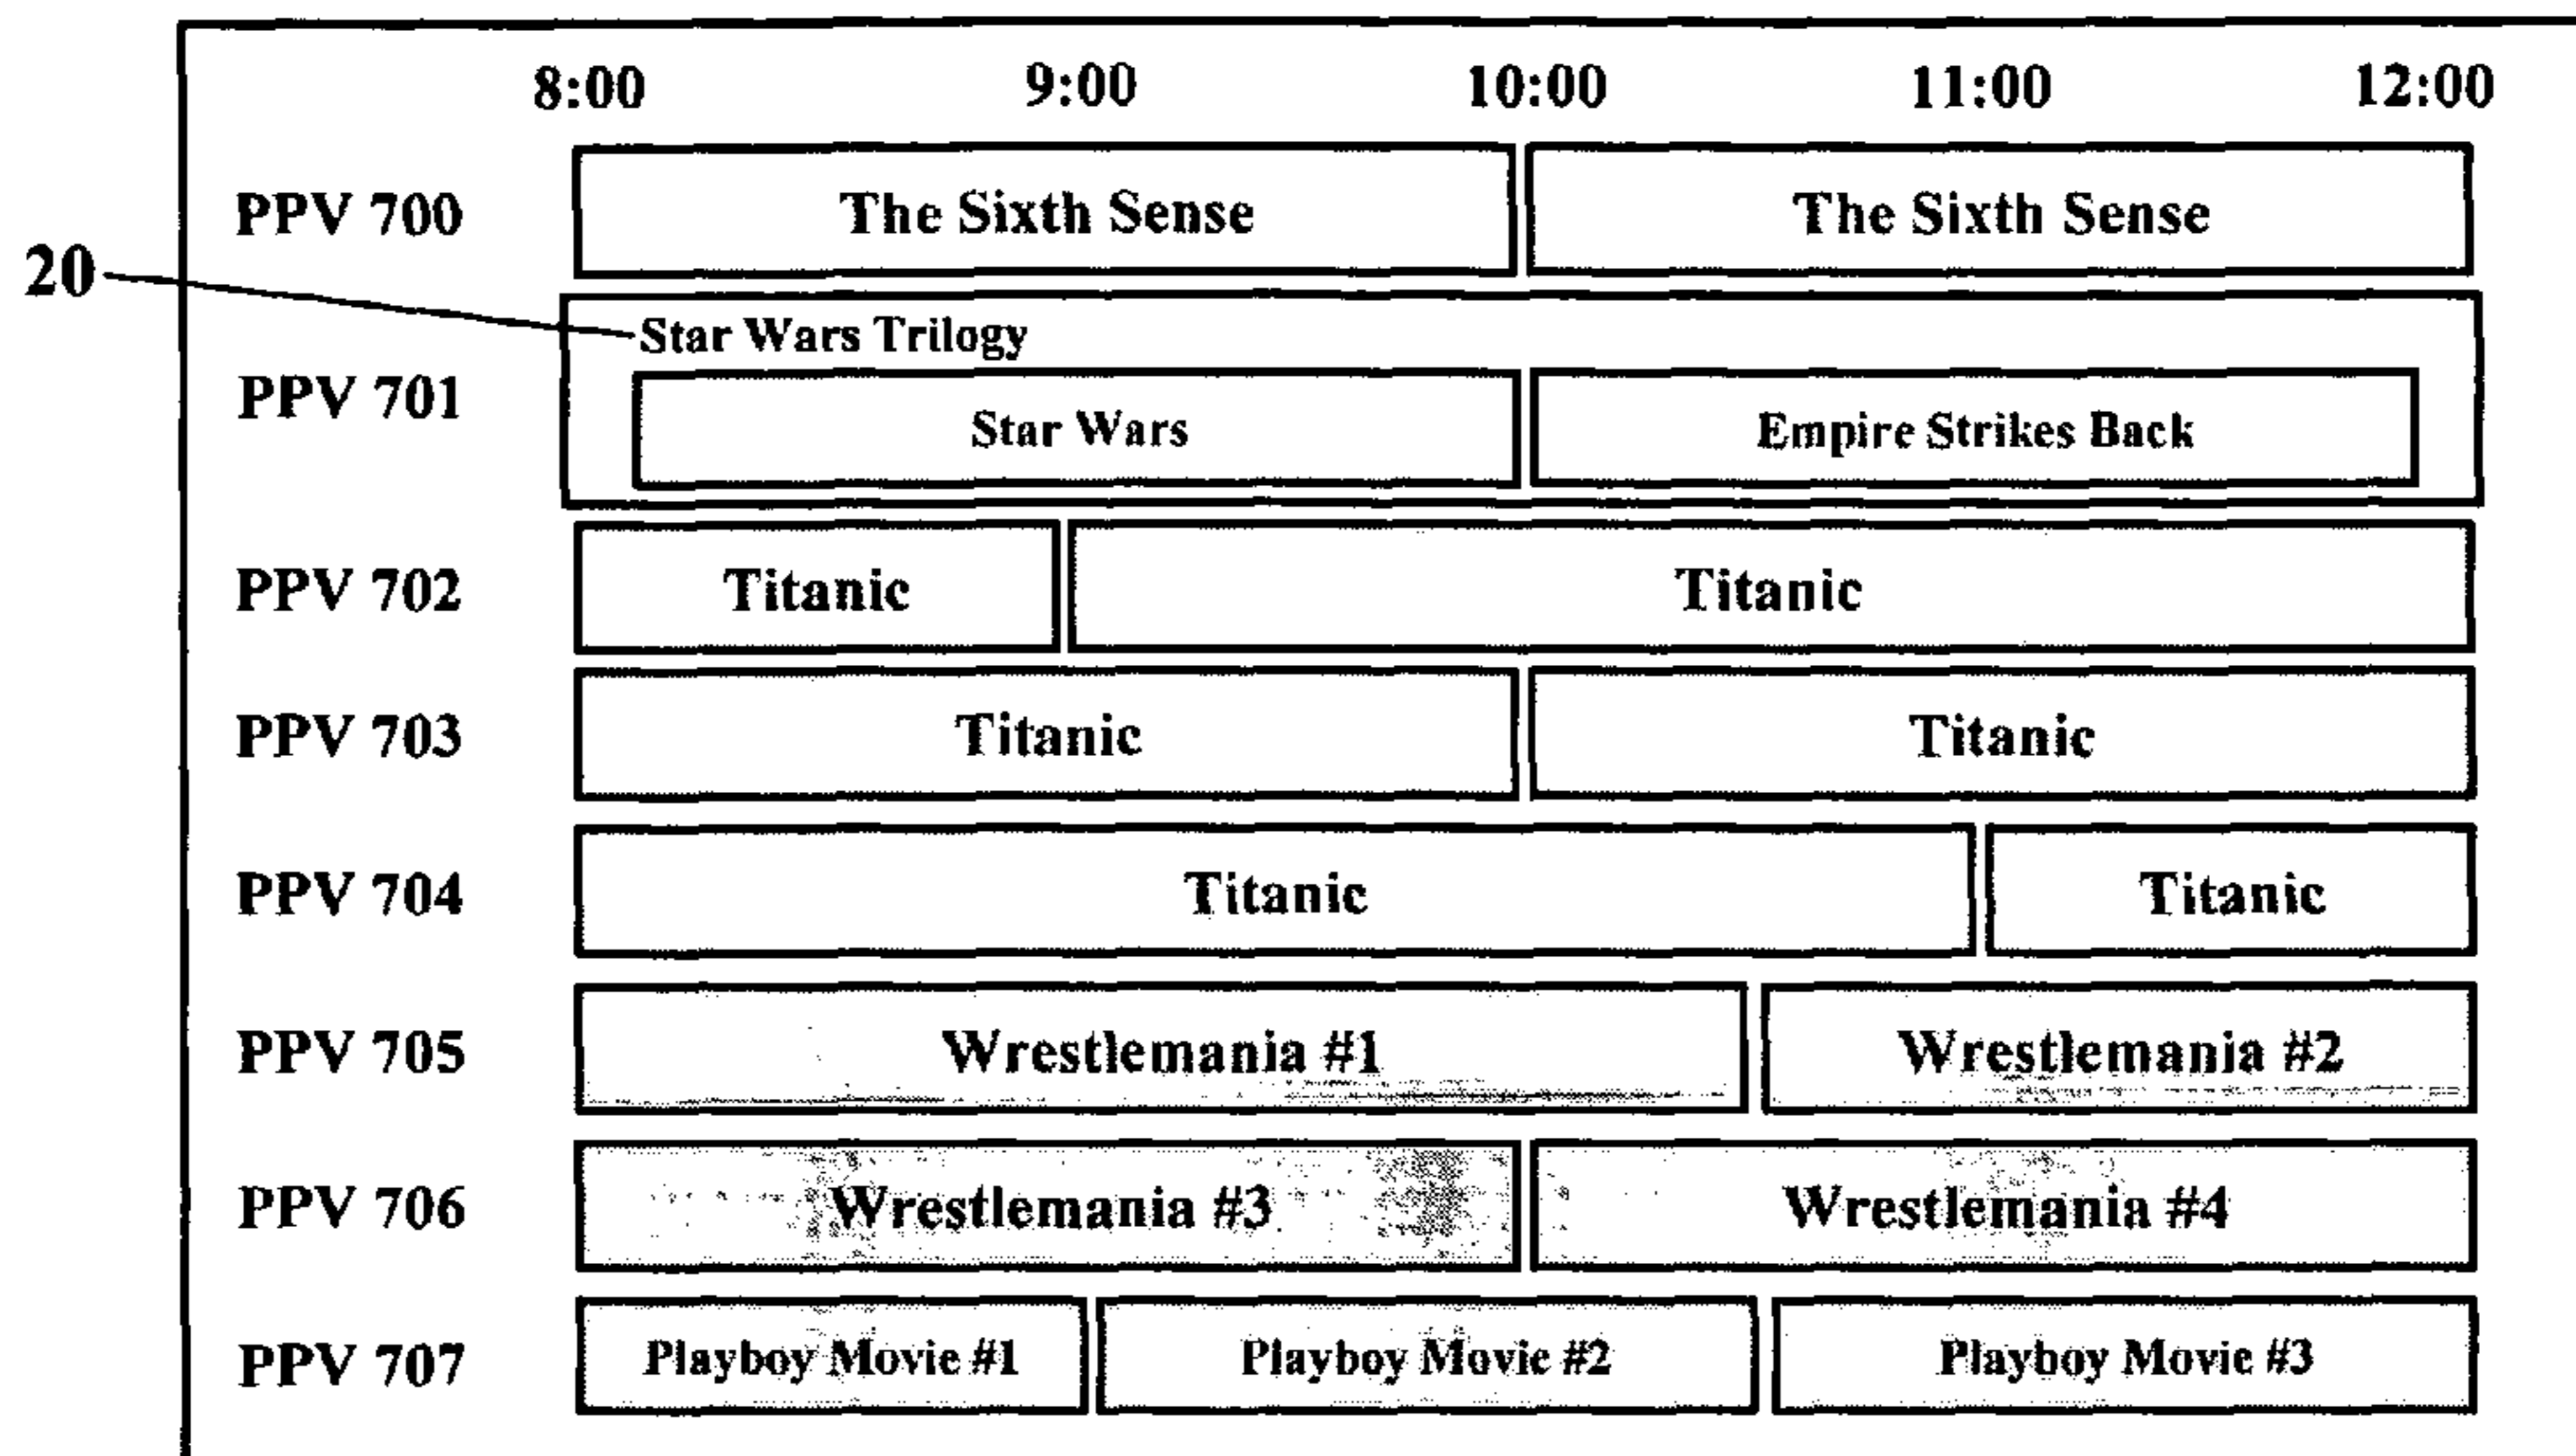 8:00 9:00 10:00 11:00 12:00
PPV 700 The Sixth Sense The Sixth Sense
20
Star Wars Trilogy
PPV 701 Star Wars Empire Strikes Back
PPV 702 Titanic Titanic
PPV 703 Titanic Titanic
PPV 704 Titanic Titanic
PPV 705 Wrestlemania #1 Wrestlemania #2
PPV 706 Wrestlemania #3 Wrestlemania #4
PPV 707 Playboy Movie #1 Playboy Movie #2 Playboy Movie #3